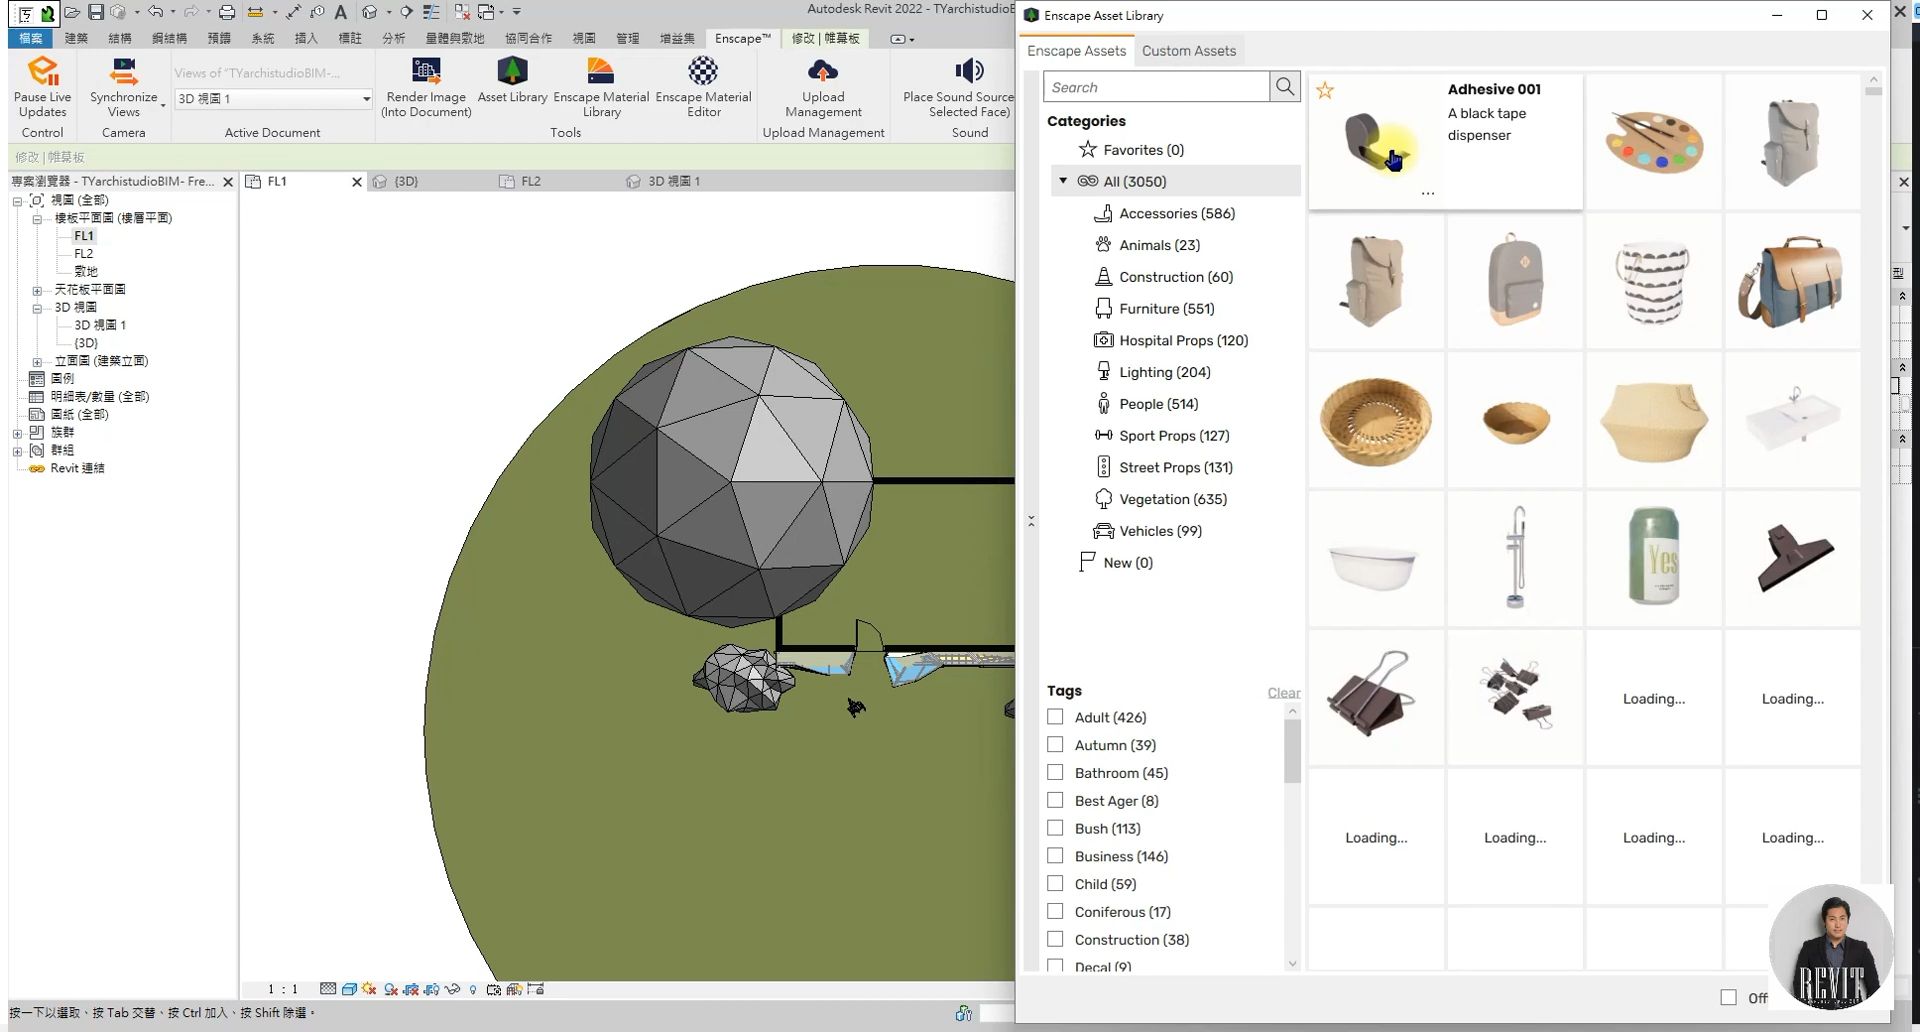 Autodesk Revit 2022 - TYarchistudioB
檔案
建築
結構
鋼結構
預鑄
系統
插入
標註
分析
量體與敷地
協同合作
視圖
管理
增益集
Enscape™
修改 | 帷幕板
Pause Live
Updates
Synchronize
Views
Views of "TYarchistudioBIM-...
3D 視圖 1
Render Image
(Into Document)
Asset Library
Enscape Material
Library
Enscape Material
Editor
Upload
Management
Place Sound Source
Selected Face)
Control
Camera
Active Document
Tools
Upload Management
Sound
修改 | 帷幕板
專案瀏覽器 - TYarchistudioBIM- Fre...
FL1
{3D}
FL2
3D 視圖 1
視圖 (全部)
樓板平面圖 (樓層平面)
FL1
FL2
敷地
天花板平面圖
3D 視圖
3D 視圖 1
{3D}
立面圖 (建築立面)
圖例
明細表/數量 (全部)
圖紙 (全部)
族群
群組
Revit 連結
1 : 1
按一下以選取、按 Tab 交替、按 Ctrl 加入、按 Shift 除選。
Enscape Asset Library
Enscape Assets
Custom Assets
Search
Categories
Favorites (0)
All (3050)
Accessories (586)
Animals (23)
Construction (60)
Furniture (551)
Hospital Props (120)
Lighting (204)
People (514)
Sport Props (127)
Street Props (131)
Vegetation (635)
Vehicles (99)
New (0)
Tags
Clear
Adult (426)
Autumn (39)
Bathroom (45)
Best Ager (8)
Bush (113)
Business (146)
Child (59)
Coniferous (17)
Construction (38)
Decal (9)
Adhesive 001
A black tape
dispenser
...
Yes
Loading...
Loading...
Loading...
Loading...
Loading...
Loading...
型
Off
REVIT